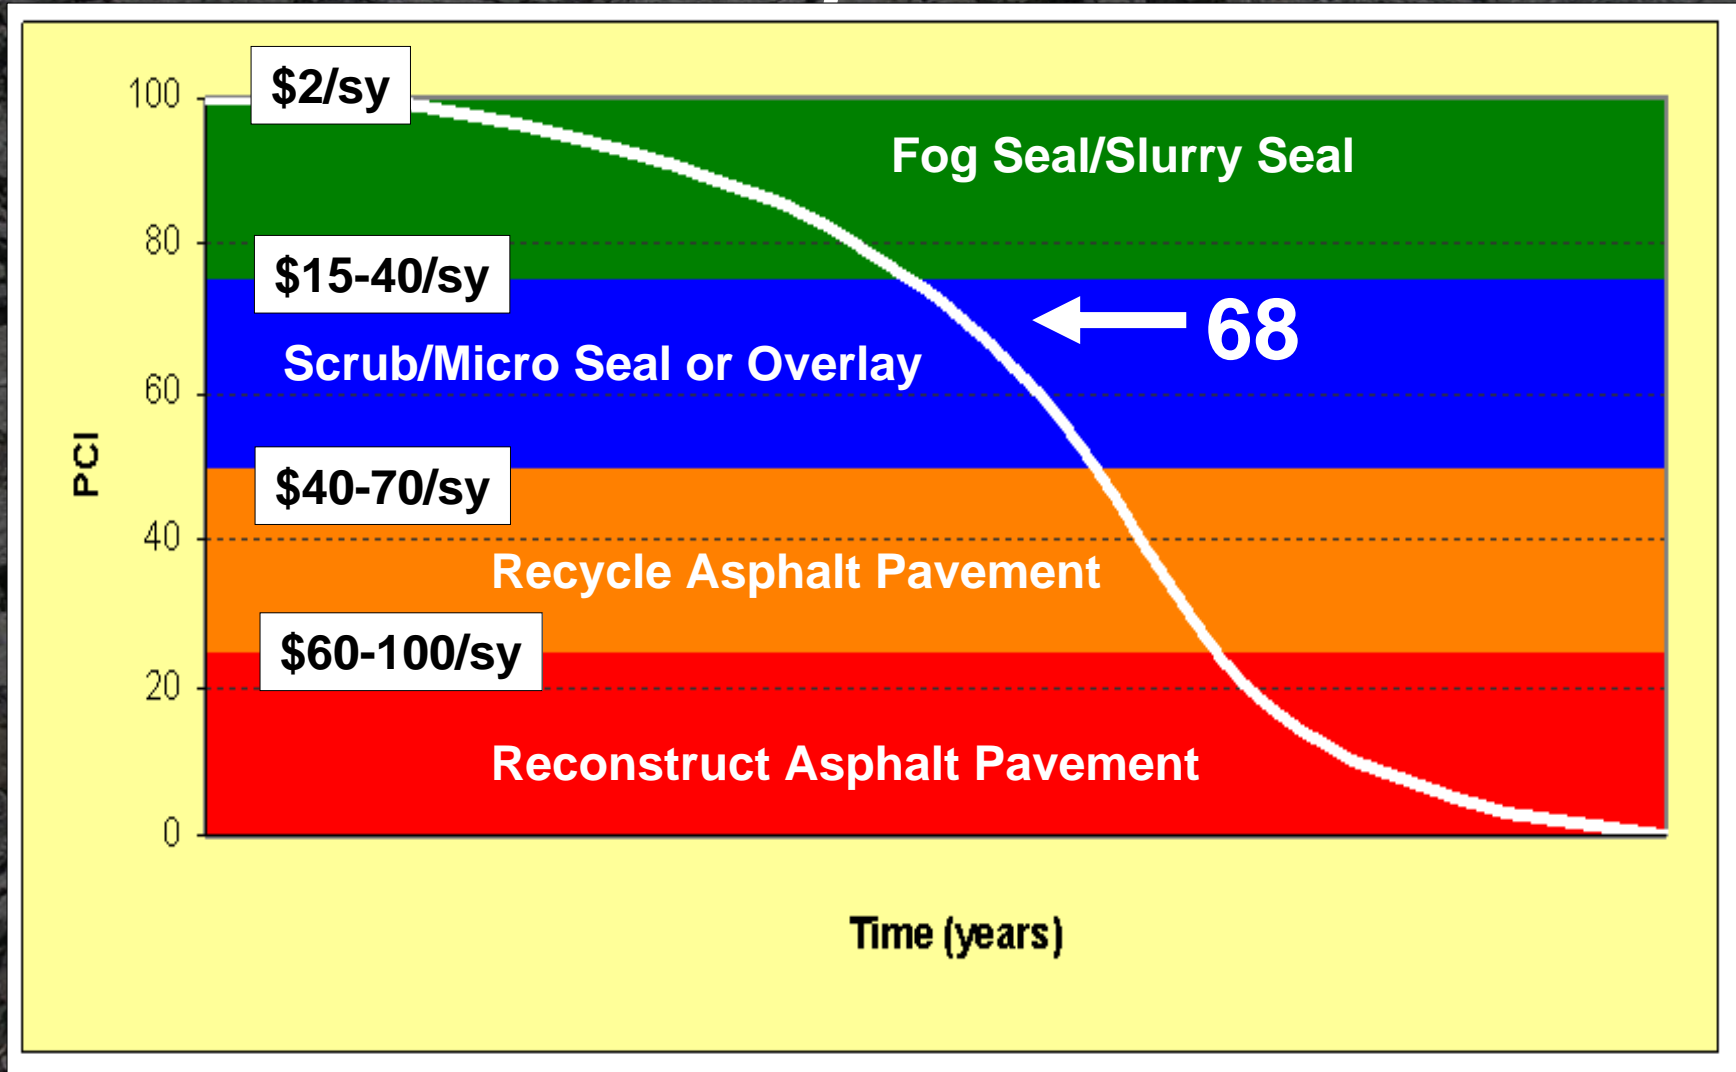 100
$2/sy
Fog Seal/Slurry Seal
80
$15-40/sy
68
Scrub/Micro Seal or Overlay
60
PCI
$40-70/sy
40
Recycle Asphalt Pavement
$60-100/sy
20
Reconstruct Asphalt Pavement
0
Time (years)